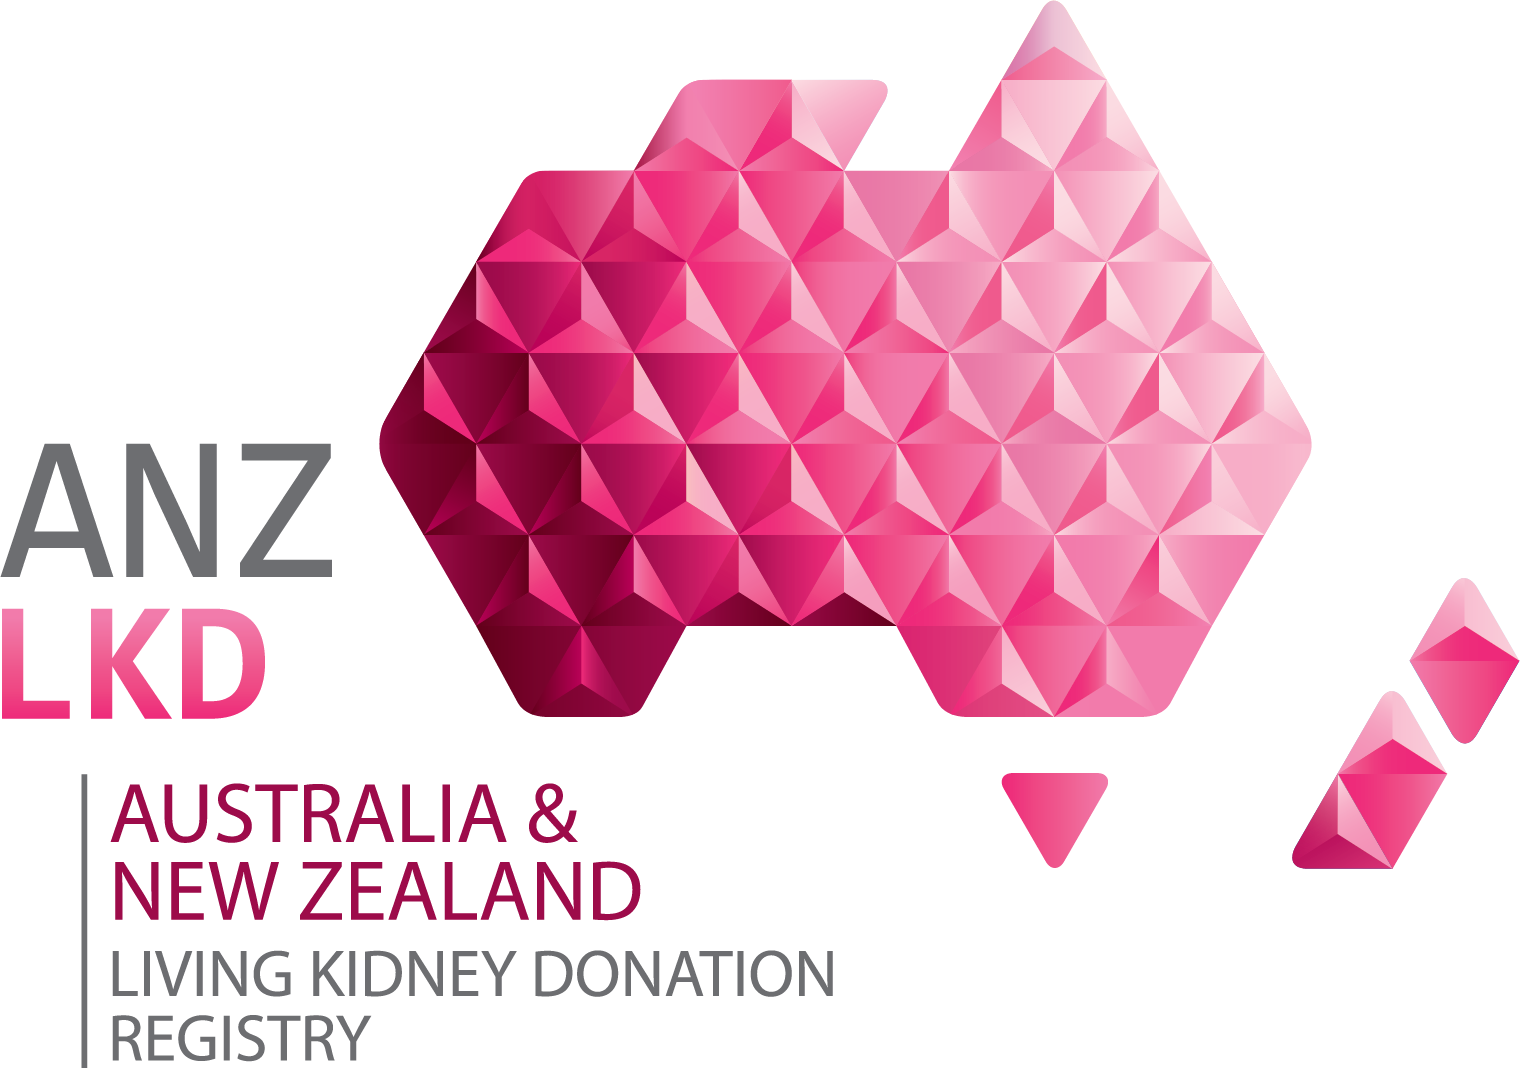 ANZ
LKD
AUSTRALIA &
NEW ZEALAND
LIVING KIDNEY DONATION
REGISTRY